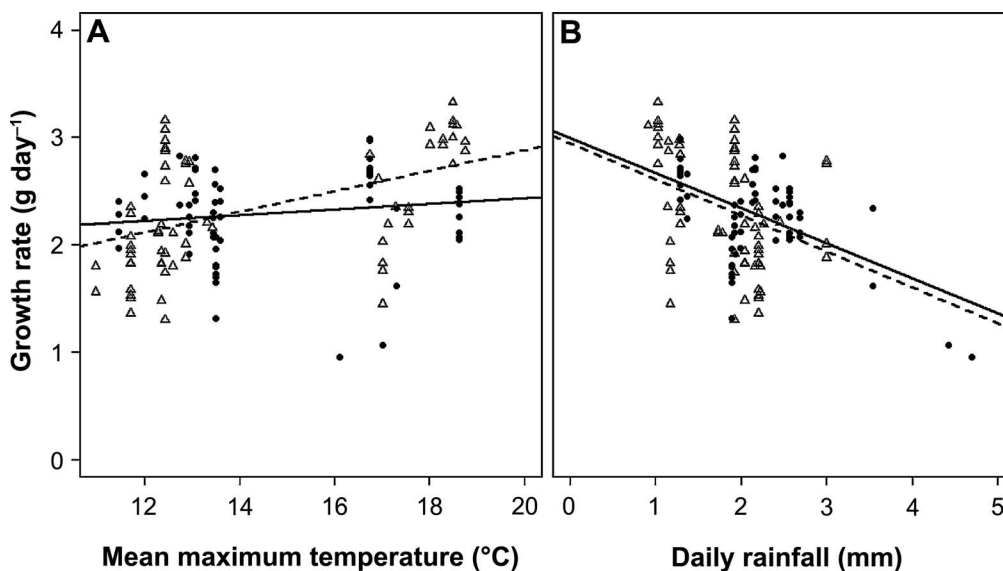 A
B
4
3
2
1
0
Growth rate (g day⁻¹)
12 14 16 18 20
0 1 2 3 4 5
Mean maximum temperature (°C)
Daily rainfall (mm)